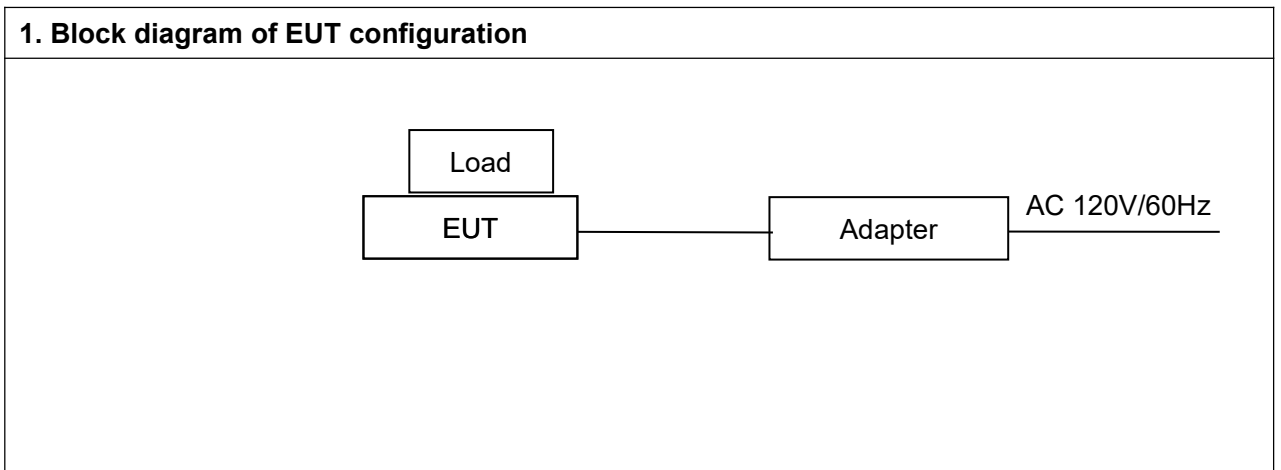 1. Block diagram of EUT configuration
Load
EUT
Adapter
AC 120V/60Hz